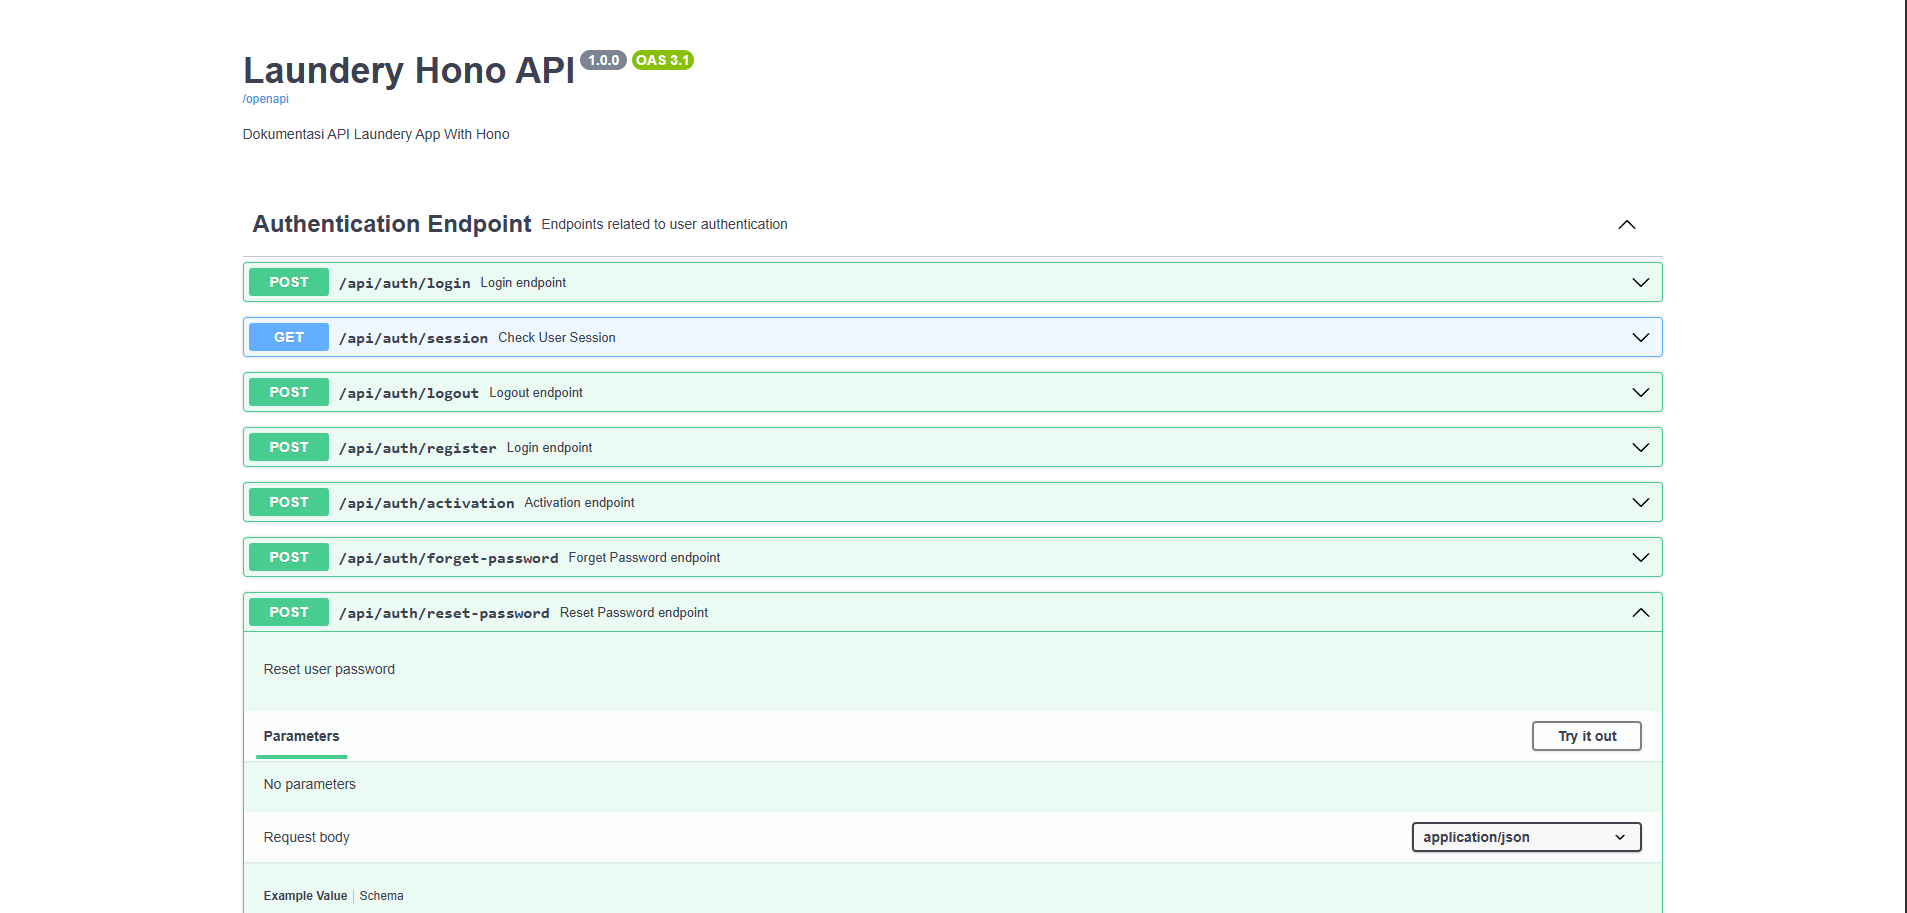 Laundery Hono API 1.0.0 OAS 3.1
/openapi
Dokumentasi API Laundery App With Hono
Authentication Endpoint Endpoints related to user authentication
POST /api/auth/login Login endpoint
GET /api/auth/session Check User Session
POST /api/auth/logout Logout endpoint
POST /api/auth/register Login endpoint
POST /api/auth/activation Activation endpoint
POST /api/auth/forget-password Forget Password endpoint
POST /api/auth/reset-password Reset Password endpoint
Reset user password
Parameters Try it out
No parameters
Request body application/json
Example Value Schema